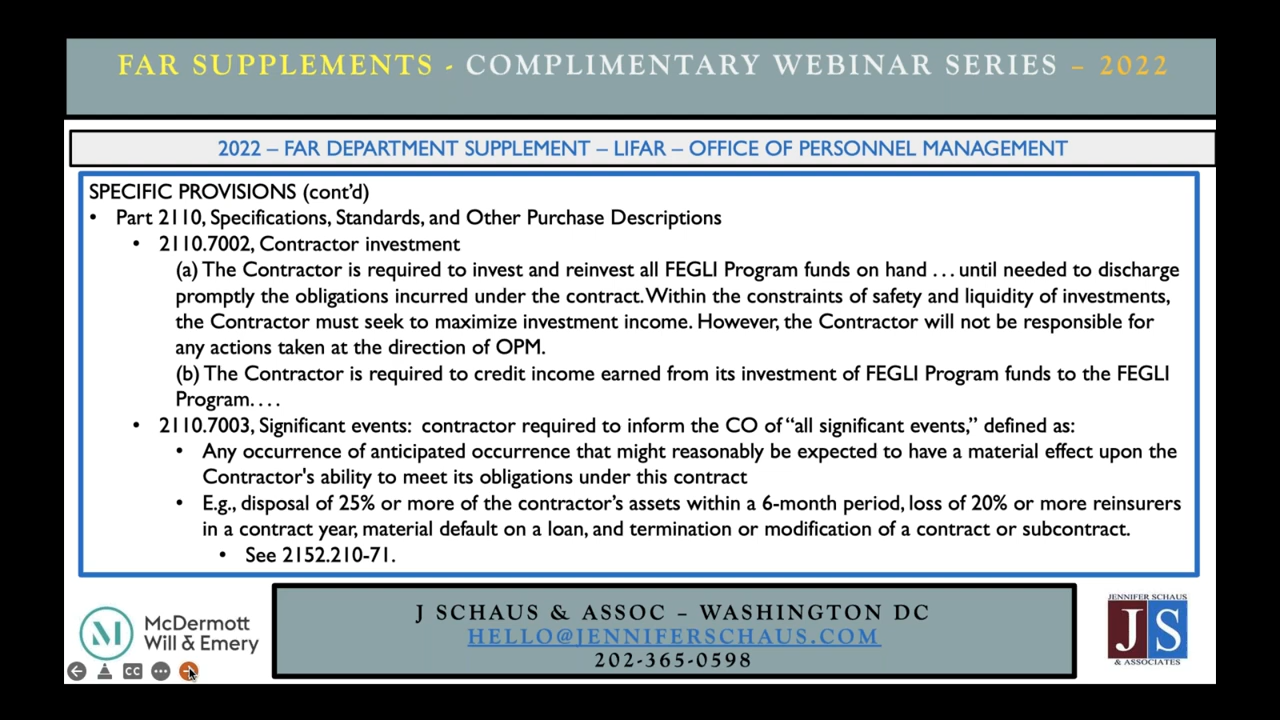 FAR SUPPLEMENTS - COMPLIMENTARY WEBINAR SERIES – 2022
2022 – FAR DEPARTMENT SUPPLEMENT – LIFAR – OFFICE OF PERSONNEL MANAGEMENT
SPECIFIC PROVISIONS (cont'd)
• Part 2110, Specifications, Standards, and Other Purchase Descriptions
• 2110.7002, Contractor investment
(a) The Contractor is required to invest and reinvest all FEGLI Program funds on hand . . . until needed to discharge
promptly the obligations incurred under the contract. Within the constraints of safety and liquidity of investments,
the Contractor must seek to maximize investment income. However, the Contractor will not be responsible for
any actions taken at the direction of OPM.
(b) The Contractor is required to credit income earned from its investment of FEGLI Program funds to the FEGLI
Program. . . .
• 2110.7003, Significant events: contractor required to inform the CO of “all significant events,” defined as:
• Any occurrence of anticipated occurrence that might reasonably be expected to have a material effect upon the
Contractor's ability to meet its obligations under this contract
• E.g., disposal of 25% or more of the contractor's assets within a 6-month period, loss of 20% or more reinsurers
in a contract year, material default on a loan, and termination or modification of a contract or subcontract.
• See 2152.210-71.
M
McDermott
Will & Emery
CC
J SCHAUS & ASSOC – WASHINGTON DC
HELLO@JENNIFERSCHAUS.COM
202-365-0598
JENNIFER SCHAUS
JS
& ASSOCIATES